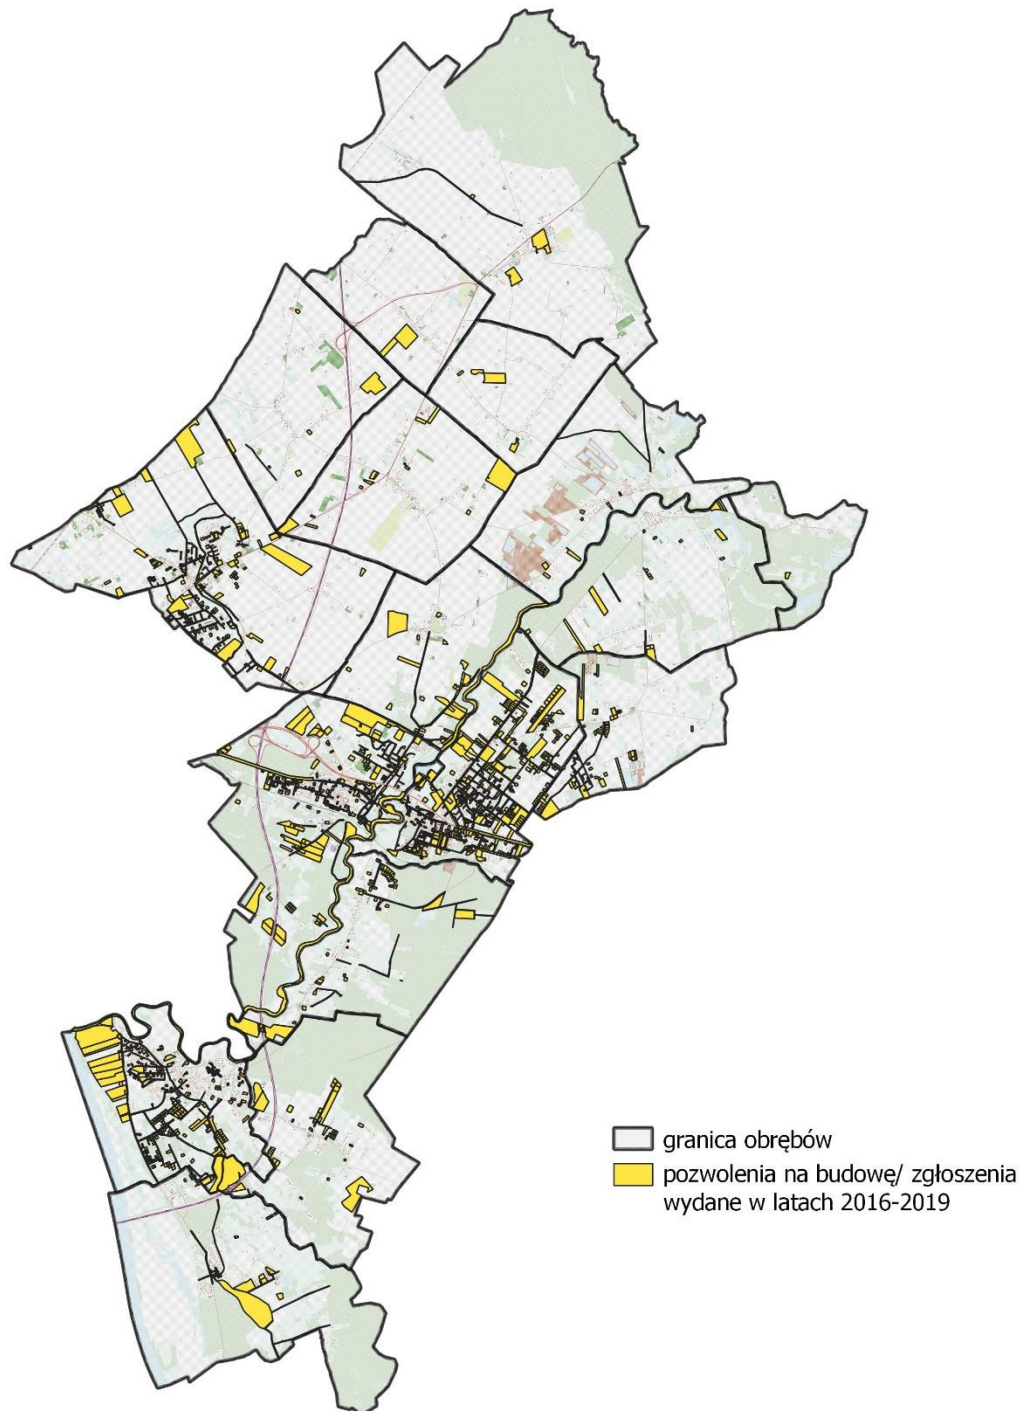 granica obrębów
pozwolenia na budowę/ zgłoszenia
wydane w latach 2016-2019